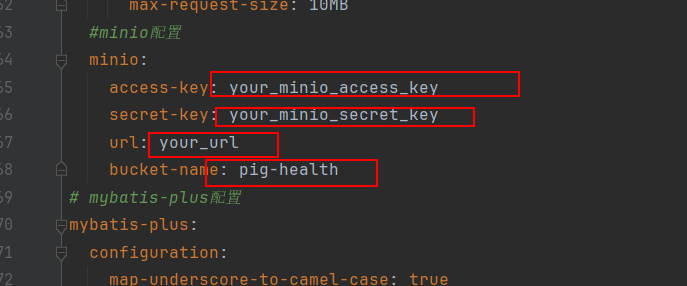 62 max-request-size: 10MB
63 #minio配置
64 minio:
65 access-key: your_minio_access_key
66 secret-key: your_minio_secret_key
67 url: your_url
68 bucket-name: pig-health
69 # mybatis-plus配置
70 mybatis-plus:
71 configuration:
72 map-underscore-to-camel-case: true